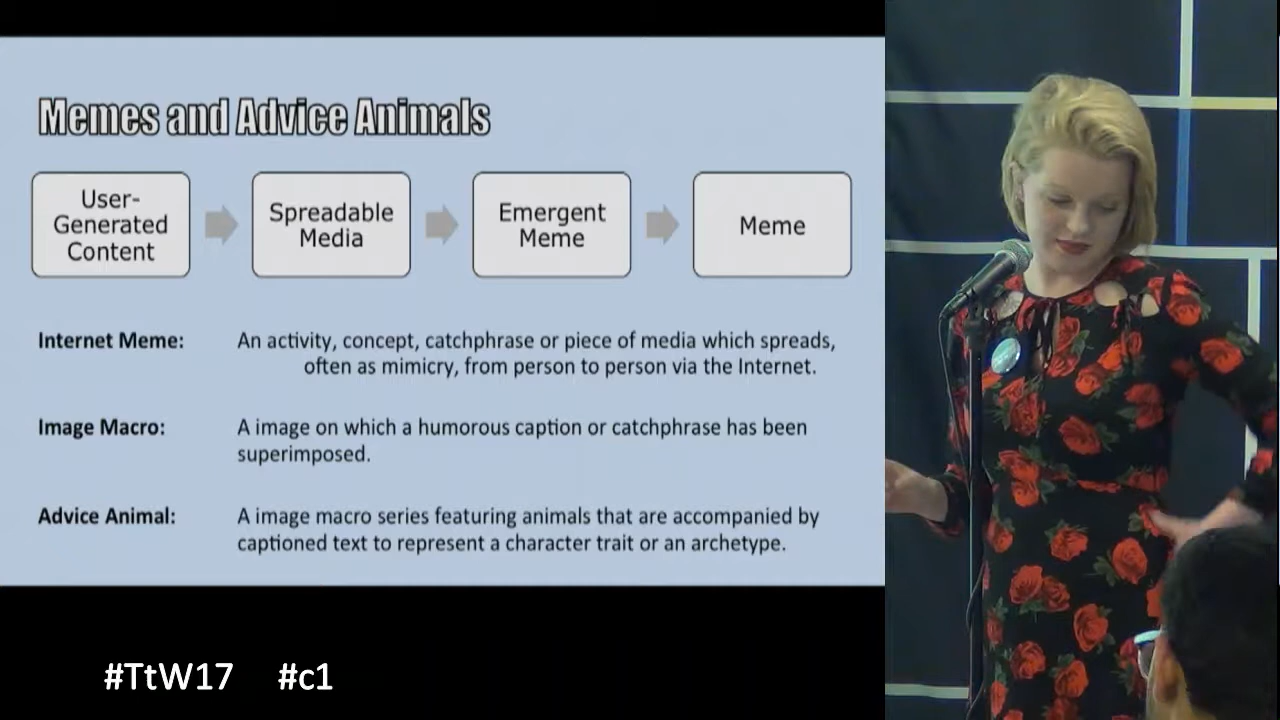 Memes and Advice Animals
User-
Generated
Content
Spreadable
Media
Emergent
Meme
Meme
Internet Meme: An activity, concept, catchphrase or piece of media which spreads,
often as mimicry, from person to person via the Internet.
Image Macro: A image on which a humorous caption or catchphrase has been
superimposed.
Advice Animal: A image macro series featuring animals that are accompanied by
captioned text to represent a character trait or an archetype.
#TtW17 #c1